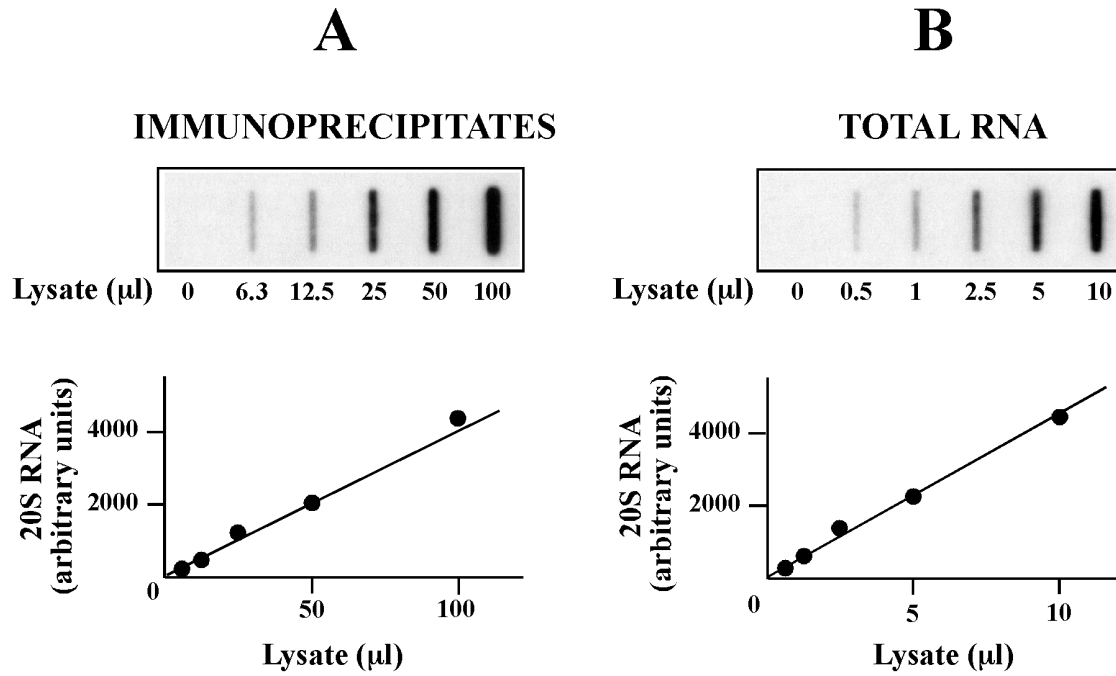 A
IMMUNOPRECIPITATES
Lysate (µl) 0 6.3 12.5 25 50 100
20S RNA
(arbitrary units)
4000
2000
0
50 100
Lysate (µl)
B
TOTAL RNA
Lysate (µl) 0 0.5 1 2.5 5 10
20S RNA
(arbitrary units)
4000
2000
0
5 10
Lysate (µl)